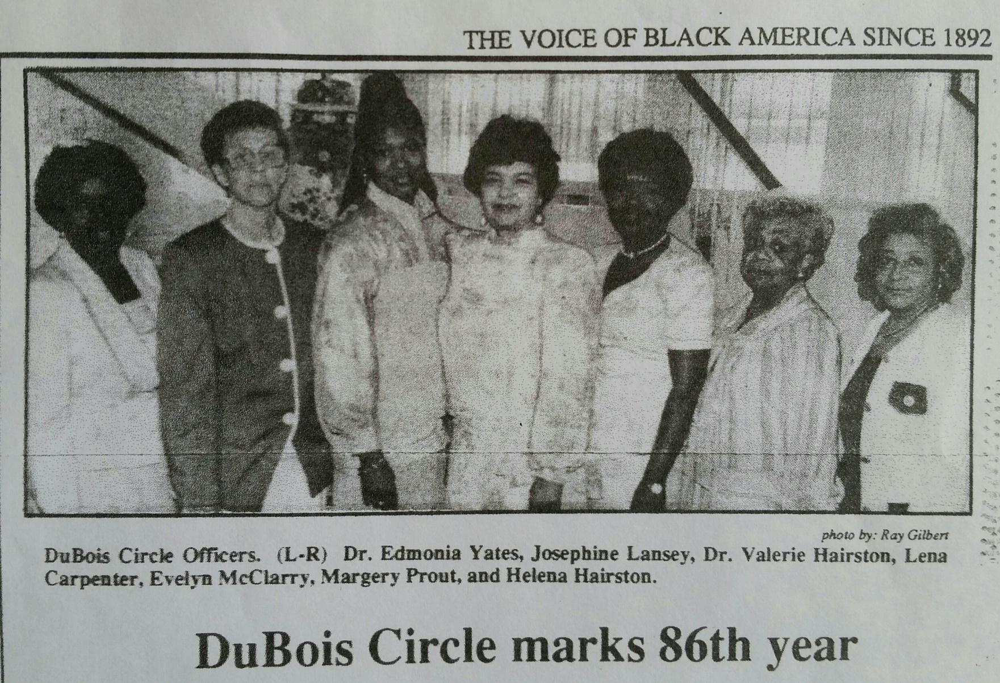 THE VOICE OF BLACK AMERICA SINCE 1892
photo by: Ray Gilbert
DuBois Circle Officers. (L-R) Dr. Edmonia Yates, Josephine Lansey, Dr. Valerie Hairston, Lena
Carpenter, Evelyn McClarry, Margery Prout, and Helena Hairston.
DuBois Circle marks 86th year